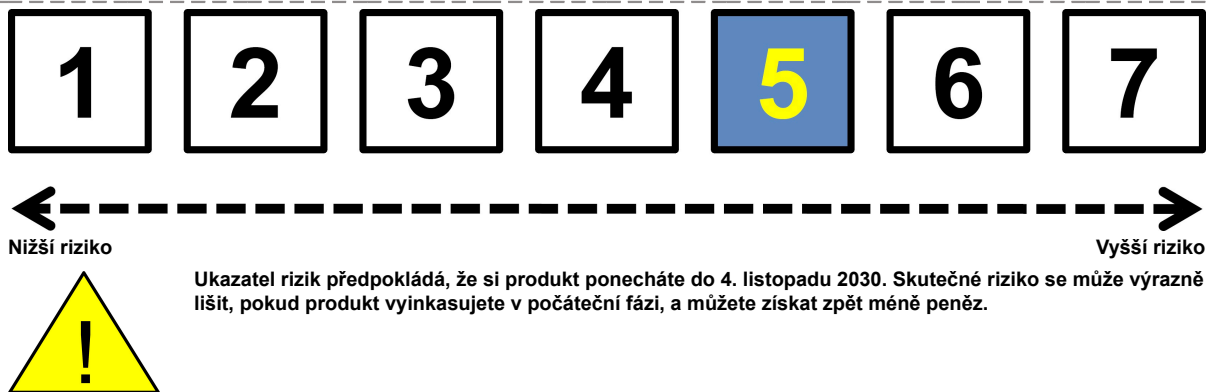 1 2 3 4 5 6 7
Nižší riziko Vyšší riziko
Ukazatel rizik předpokládá, že si produkt ponecháte do 4. listopadu 2030. Skutečné riziko se může výrazně
lišit, pokud produkt vyinkasujete v počáteční fázi, a můžete získat zpět méně peněz.
!